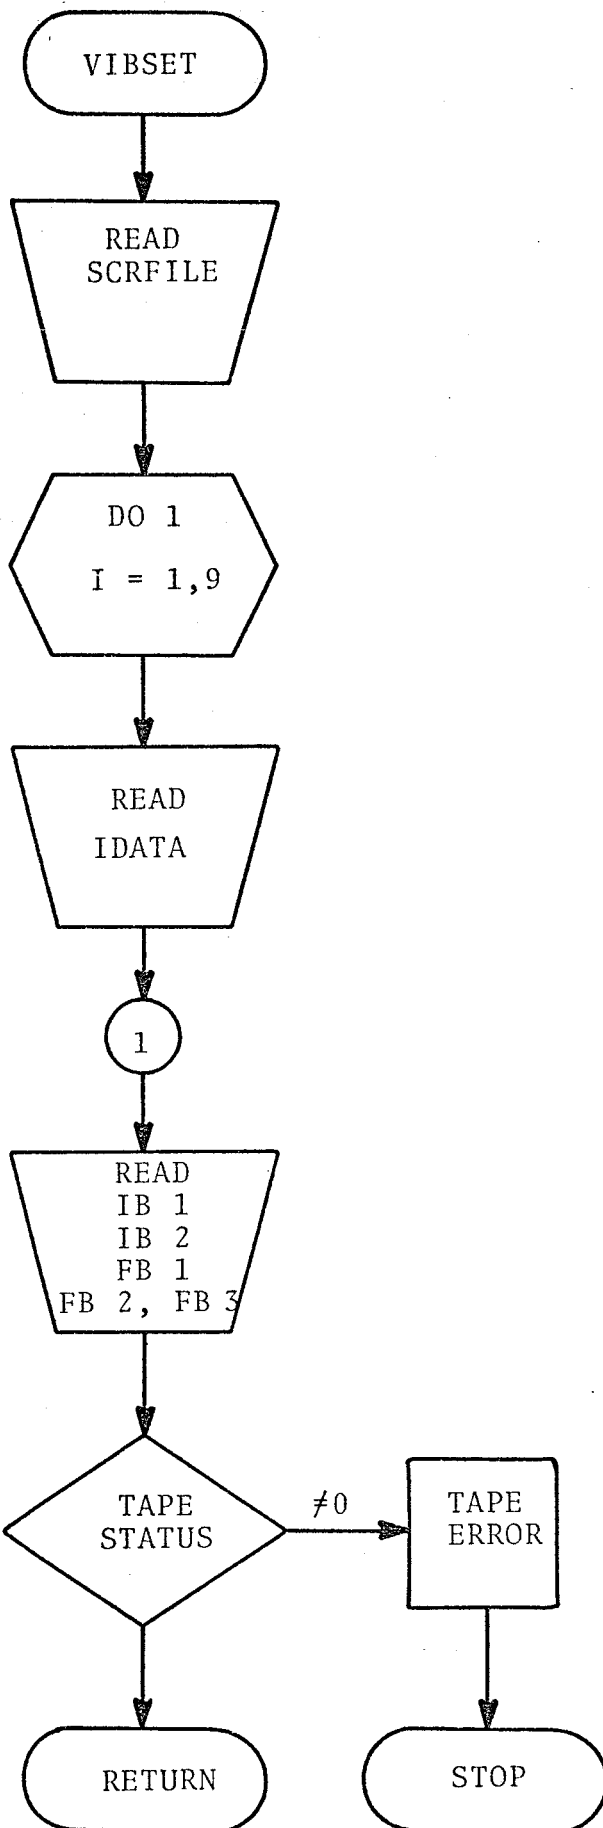 VIBSET
READ
SCRFILE
DO 1
I = 1,9
READ
IDATA
1
READ
IB 1
IB 2
FB 1
FB 2, FB 3
TAPE
STATUS
≠0
TAPE
ERROR
RETURN
STOP